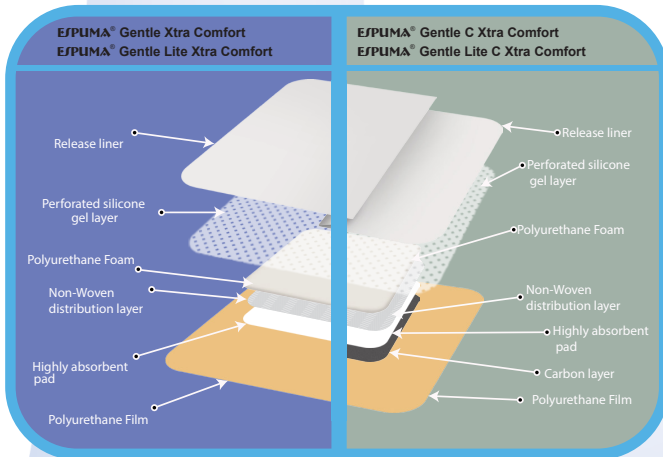 ESPUMA® Gentle Xtra Comfort
ESPUMA® Gentle Lite Xtra Comfort
Release liner
Perforated silicone
gel layer
Polyurethane Foam
Non-Woven
distribution layer
Highly absorbent
pad
Polyurethane Film
ESPUMA® Gentle C Xtra Comfort
ESPUMA® Gentle Lite C Xtra Comfort
Release liner
Perforated silicone
gel layer
Polyurethane Foam
Non-Woven
distribution layer
Highly absorbent
pad
Carbon layer
Polyurethane Film